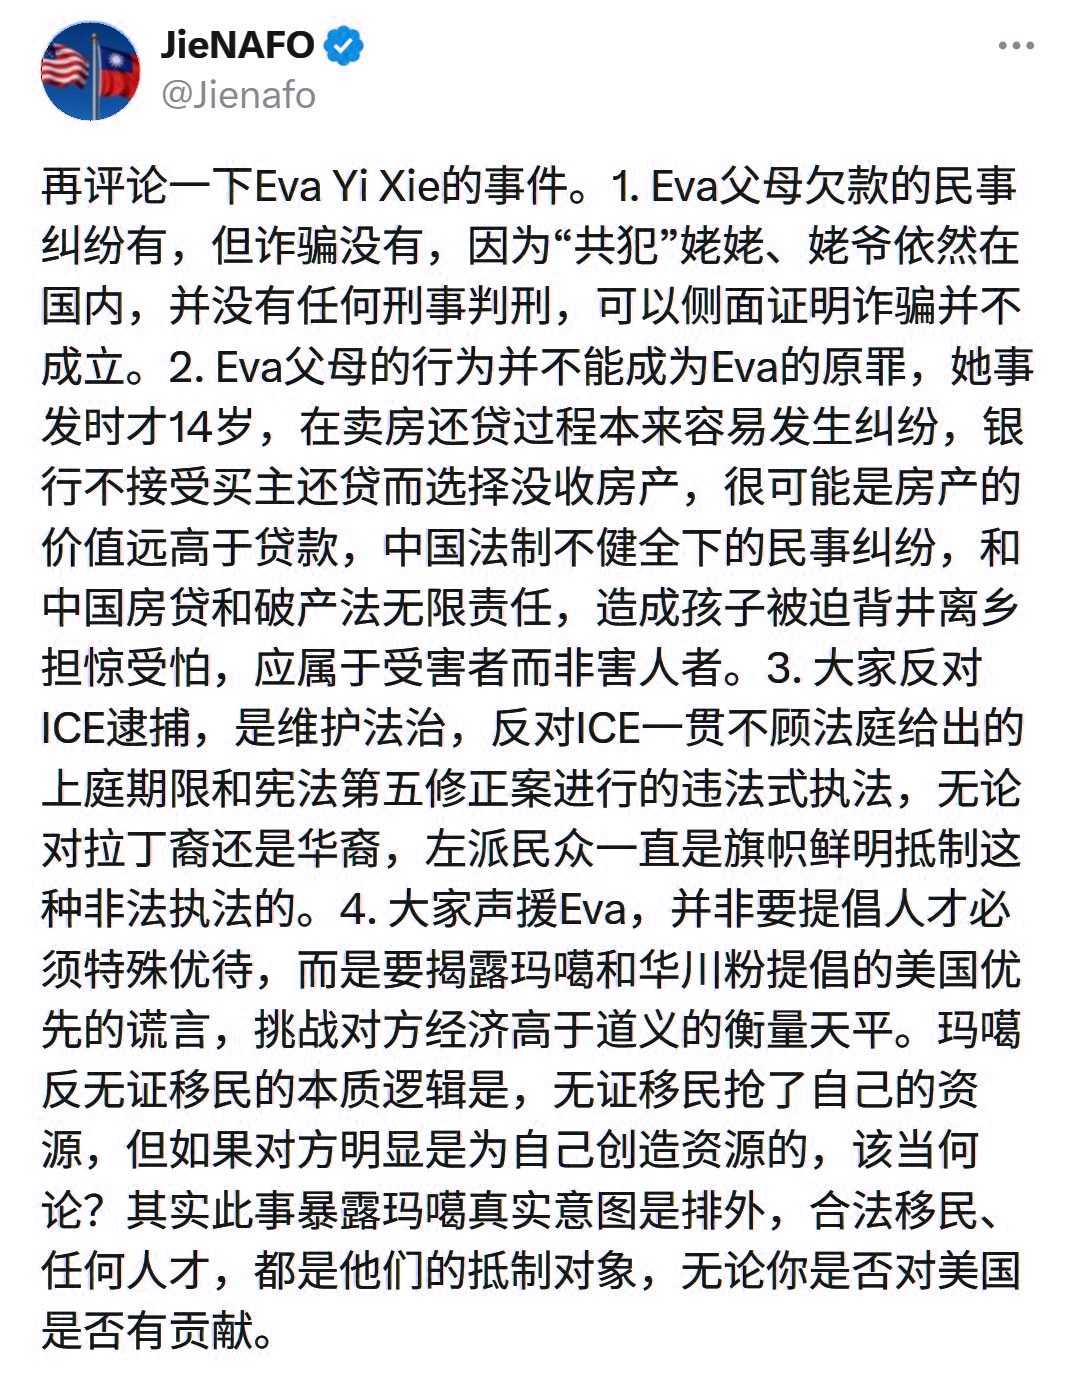 JieNAFO
@Jienafo
再评论一下Eva Yi Xie的事件。1. Eva父母欠款的民事
纠纷有，但诈骗没有，因为“共犯”姥姥、姥爷依然在
国内，并没有任何刑事判刑，可以侧面证明诈骗并不
成立。2. Eva父母的行为并不能成为Eva的原罪，她事
发时才14岁，在卖房还贷过程本来容易发生纠纷，银
行不接受买主还贷而选择没收房产，很可能是房产的
价值远高于贷款，中国法制不健全下的民事纠纷，和
中国房贷和破产法无限责任，造成孩子被迫背井离乡
担惊受怕，应属于受害者而非害人者。3. 大家反对
ICE逮捕，是维护法治，反对ICE一贯不顾法庭给出的
上庭期限和宪法第五修正案进行的违法式执法，无论
对拉丁裔还是华裔，左派民众一直是旗帜鲜明抵制这
种非法执法的。4. 大家声援Eva，并非要提倡人才必
须特殊优待，而是要揭露玛噶和华川粉提倡的美国优
先的谎言，挑战对方经济高于道义的衡量天平。玛噶
反无证移民的本质逻辑是，无证移民抢了自己的资
源，但如果对方明显是为自己创造资源的，该当何
论？其实此事暴露玛噶真实意图是排外，合法移民、
任何人才，都是他们的抵制对象，无论你是否对美国
是否有贡献。